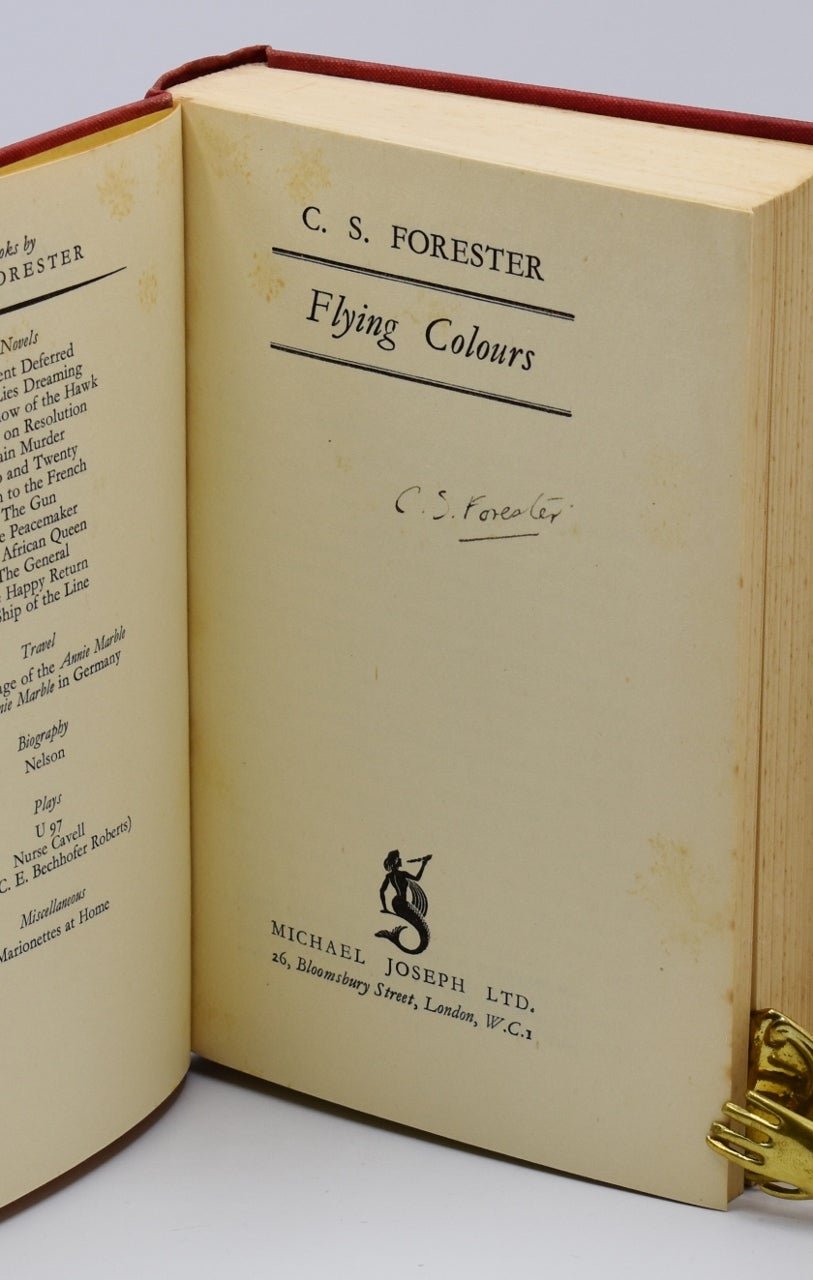 by
Novels
Deferred
Dreaming
of the Hawk
on Resolution
Murder
and Twenty
to the French
The Gun
Peacemaker
African Queen
The General
Happy Return
of the Line
Travel
of the Annie Marble
Marble in Germany
Biography
Nelson
Plays
U 97
Nurse Cavell
C. E. Bechhofer Roberts)
Miscellaneous
Marionettes at Home
C. S. FORESTER
Flying Colours
C. S. Forester
MICHAEL JOSEPH LTD.
26, Bloomsbury Street, London, W.C.1